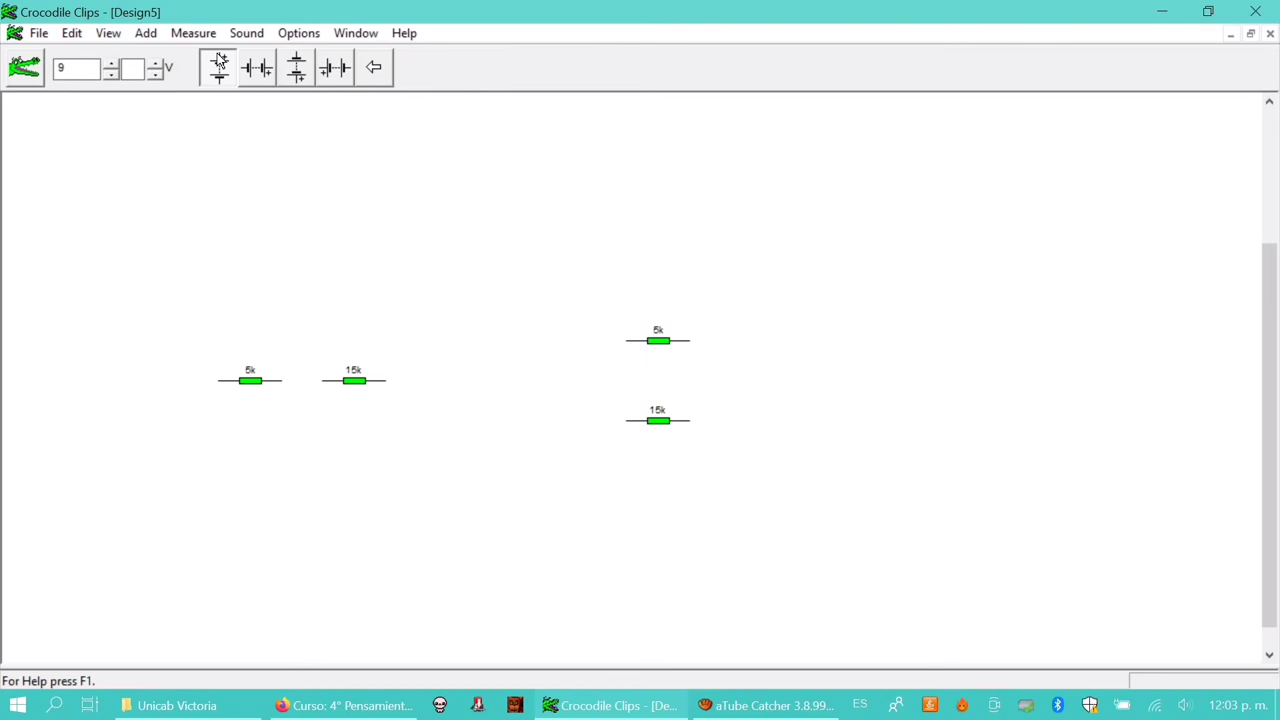 Crocodile Clips - [Design5]
File Edit View Add Measure Sound Options Window Help
9 V
5k
5k 15k
15k
For Help press F1.
Unicab Victoria Curso: 4° Pensamient... Crocodile Clips - [De... aTube Catcher 3.8.99... ES 12:03 p. m.